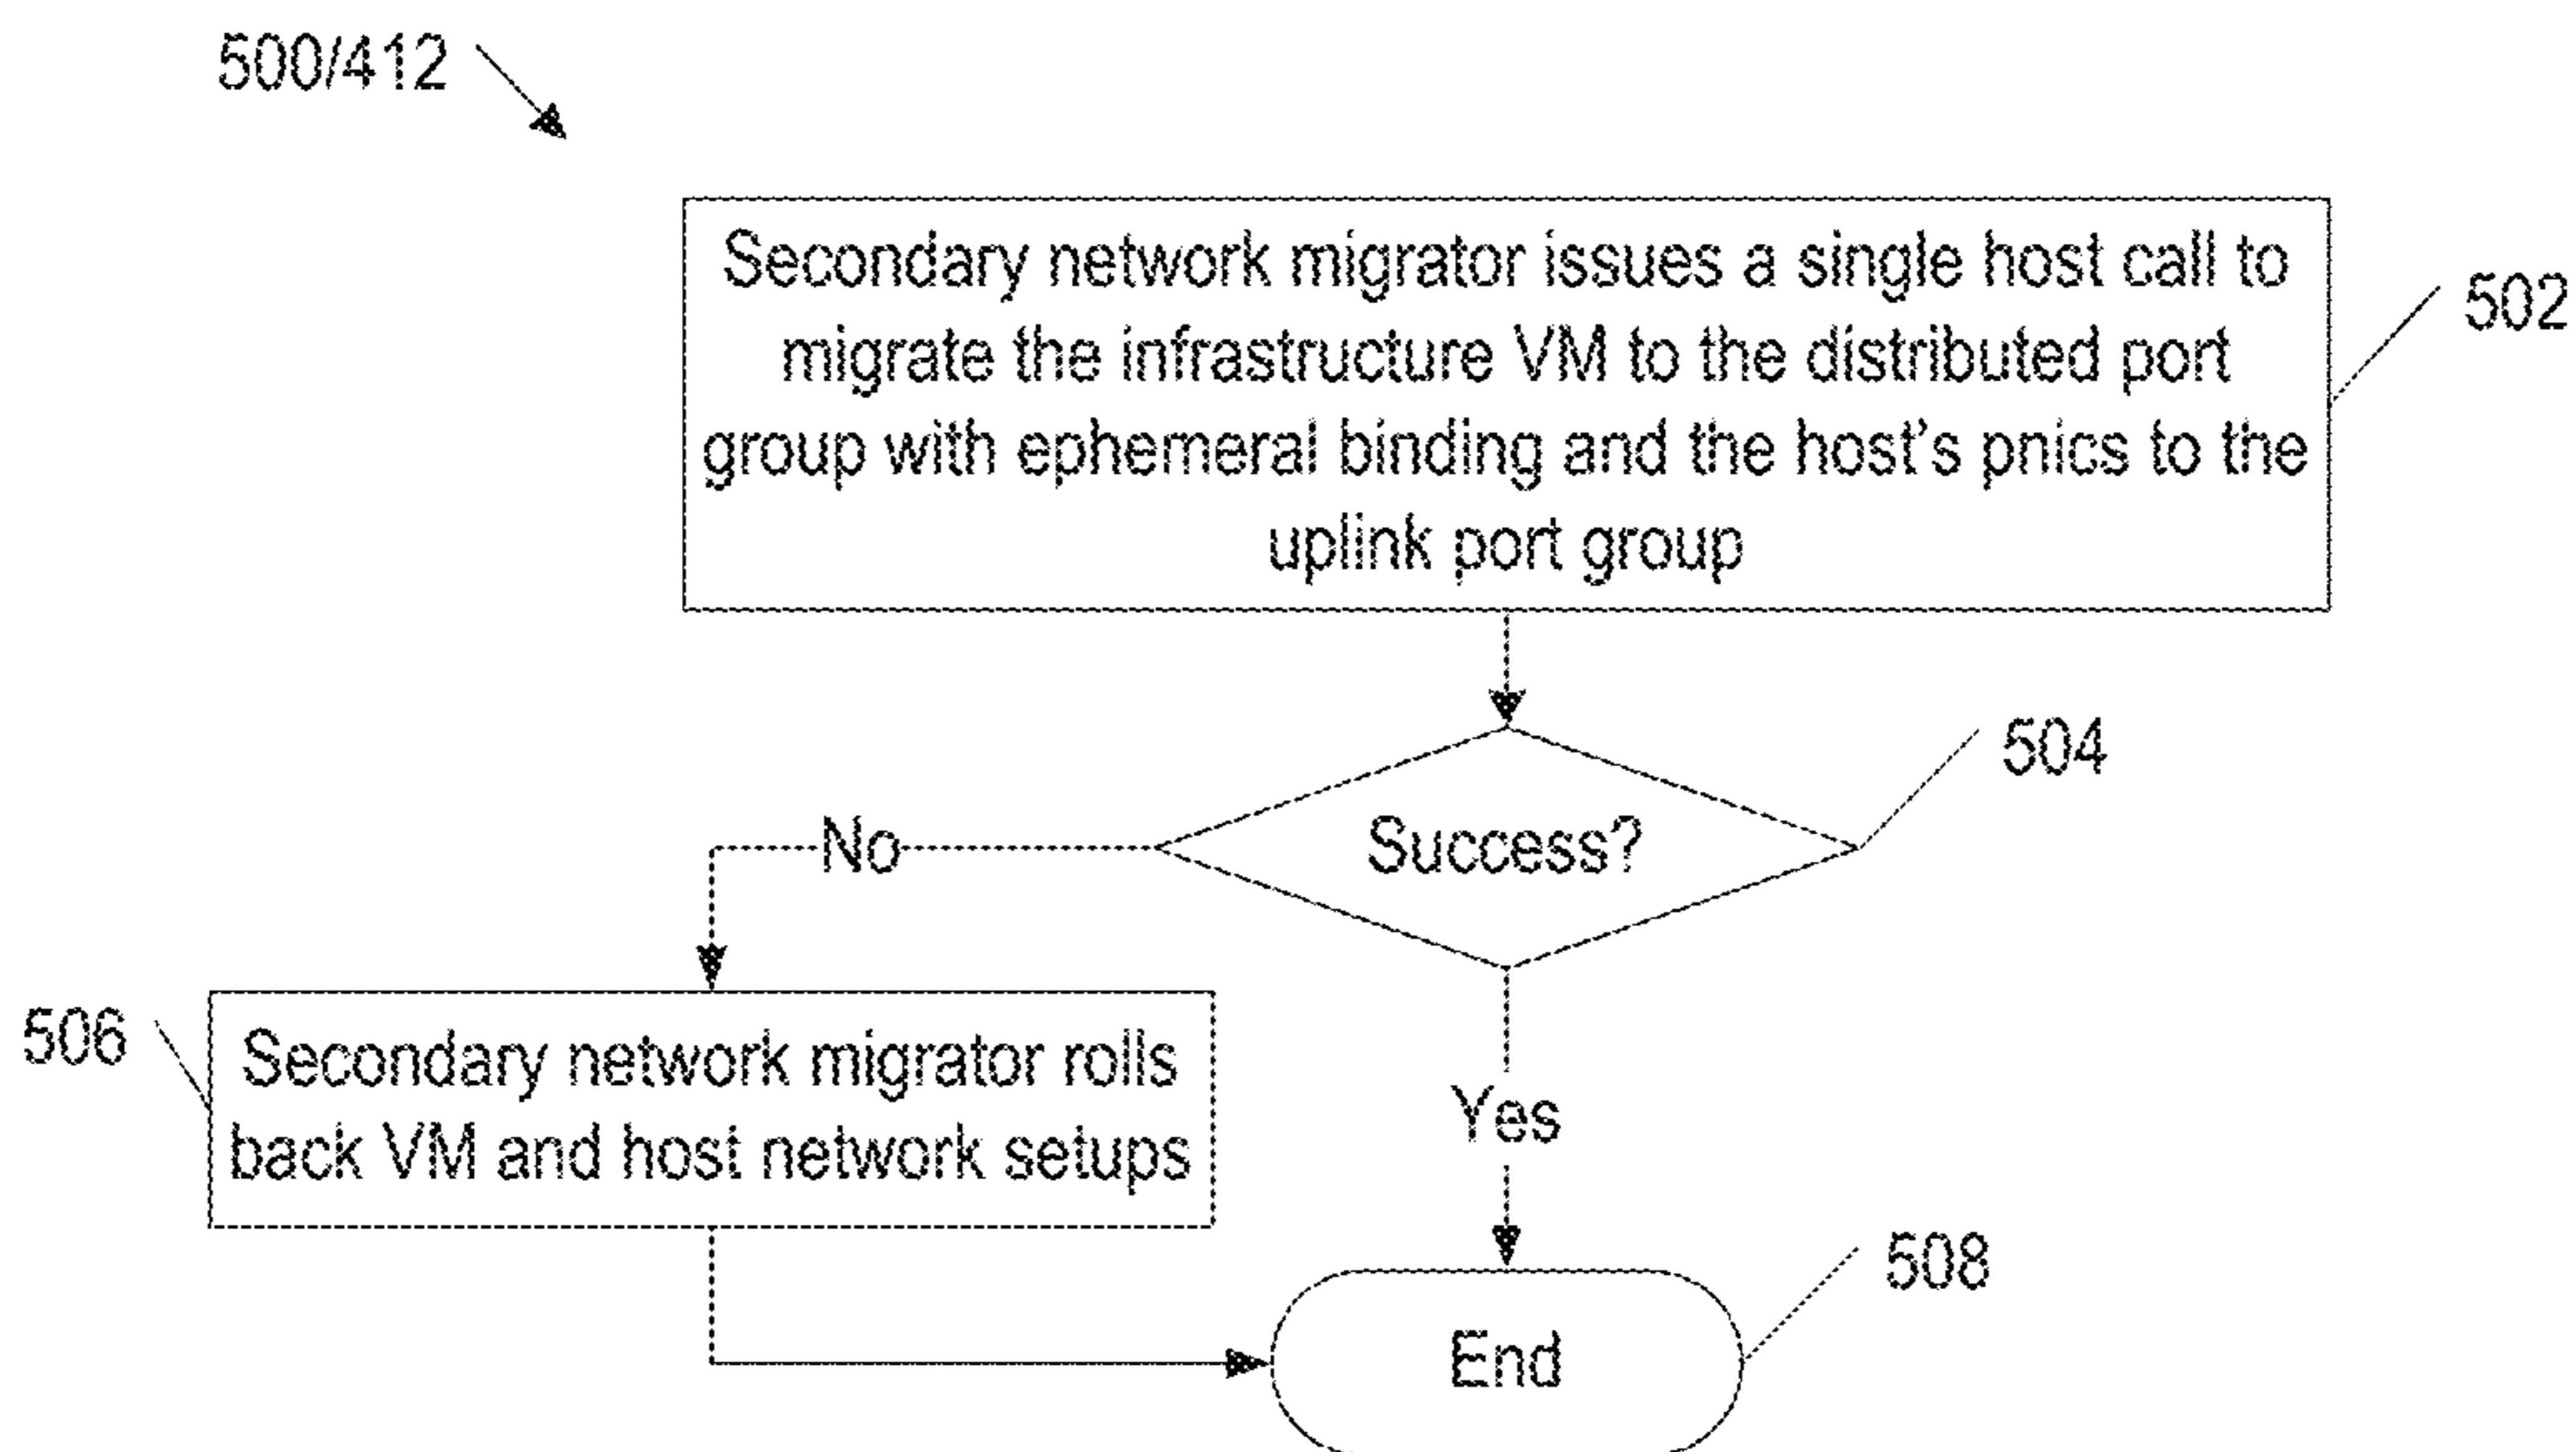 500/412
Secondary network migrator issues a single host call to
migrate the infrastructure VM to the distributed port
group with ephemeral binding and the host's pnics to the
uplink port group
502
Success?
504
No
Yes
506
Secondary network migrator rolls
back VM and host network setups
End
508